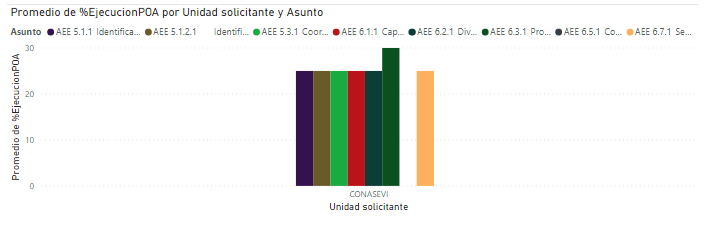 Promedio de %EjecucionPOA por Unidad solicitante y Asunto
Asunto AEE 5.1.1 Identifica... AEE 5.1.2.1 Identifi... AEE 5.3.1 Coor... AEE 6.1.1 Cap... AEE 6.2.1 Div... AEE 6.3.1 Pro... AEE 6.5.1 Co... AEE 6.7.1 Se...
Promedio de %EjecucionPOA
30
20
10
0
CONASEVI
Unidad solicitante